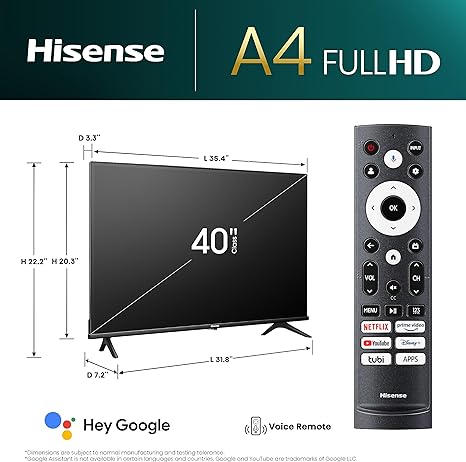 Hisense
A4 FULLHD
D 3.3"
L 35.4"
H 22.2"
H 20.3"
40" Class
L 31.8"
D 7.2"
INPUT
OK
VOL
CH
CC
MENU
123
NETFLIX
prime video
YouTube
Disney+
tubi
APPS
Hisense
Hey Google
Voice Remote
*Dimensions are subject to normal manufacturing and testing tolerance.
*Google Assistant is not available in certain languages and countries. Google and YouTube are trademarks of Google LLC.